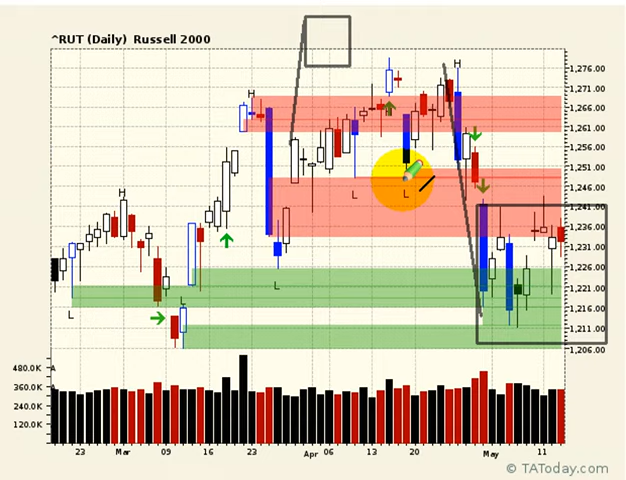 ^RUT (Daily) Russell 2000
H
H
H
L
L
L
L
L
1,276.00
1,271.00
1,266.00
1,261.00
1,256.00
1,251.00
1,246.00
1,241.00
1,236.00
1,231.00
1,226.00
1,221.00
1,216.00
1,211.00
1,206.00
480.0K
360.0K
240.0K
120.0K
23 Mar 09 16 23 Apr 06 13 20 May 11
© TAToday.com